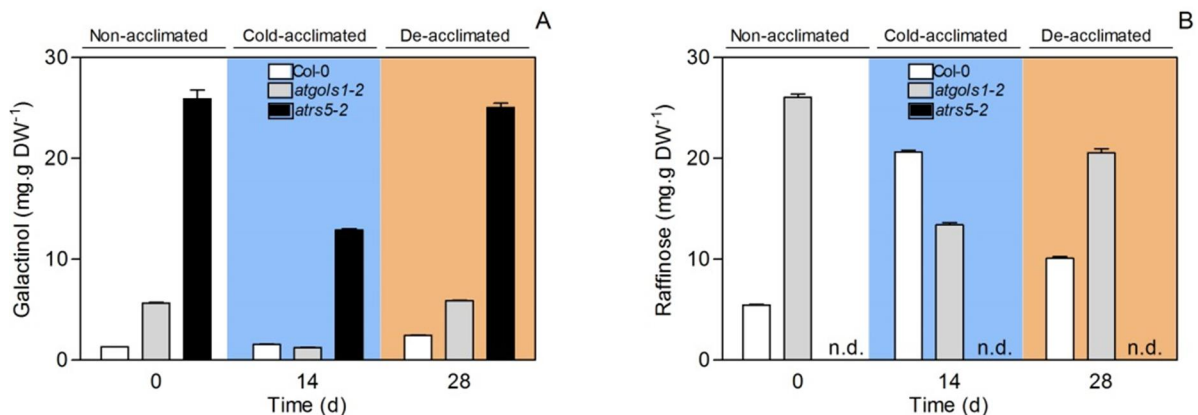 A
Non-acclimated Cold-acclimated De-acclimated
Galactinol (mg.g DW⁻¹)
30
20
10
0
Col-0
atgols1-2
atrs5-2
0 14 28
Time (d)
B
Non-acclimated Cold-acclimated De-acclimated
Raffinose (mg.g DW⁻¹)
30
20
10
0
Col-0
atgols1-2
atrs5-2
n.d. n.d. n.d.
0 14 28
Time (d)